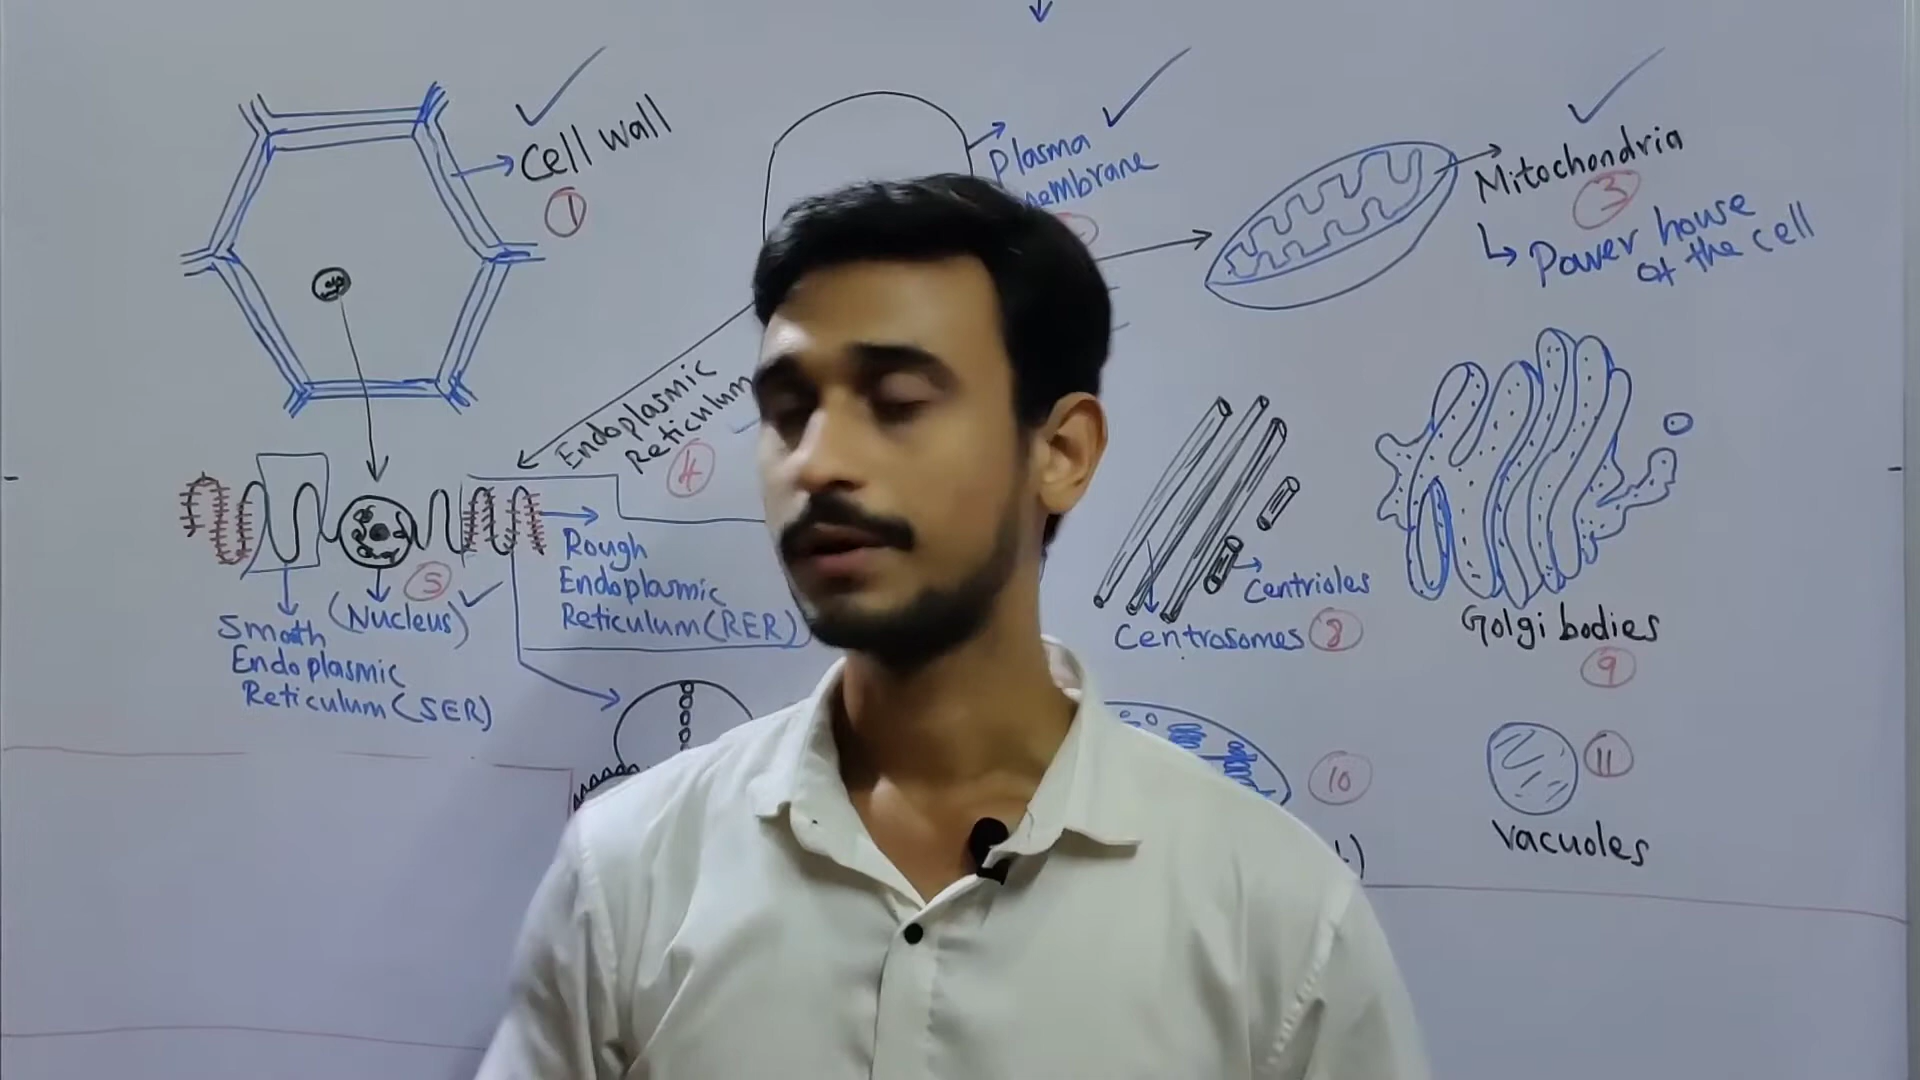 Cell wall
1
Plasma
membrane
Mitochondria
3
↳ Power house
of the cell
Endoplasmic
Reticulum
4
Rough
Endoplasmic
Reticulum (RER)
5
(Nucleus)
Smooth
Endoplasmic
Reticulum (SER)
Centrioles
Centrosomes 8
Golgi bodies
9
10
11
Vacuoles